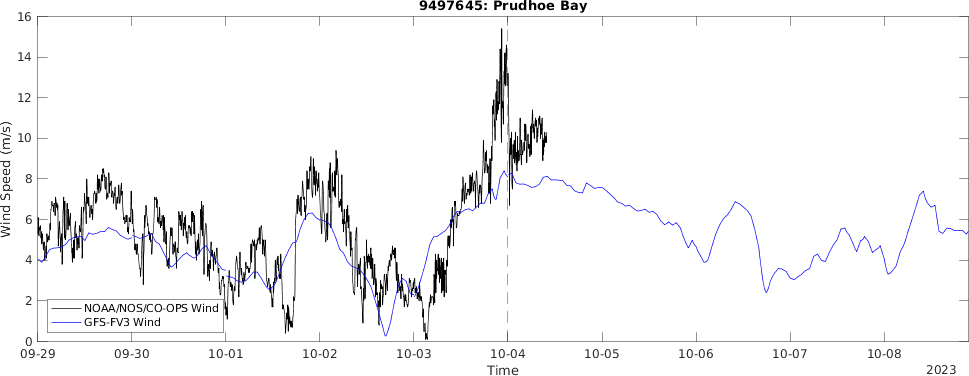 9497645: Prudhoe Bay
16
14
12
10
8
6
4
2
0
Wind Speed (m/s)
NOAA/NOS/CO-OPS Wind
GFS-FV3 Wind
09-29 09-30 10-01 10-02 10-03 10-04 10-05 10-06 10-07 10-08
Time
2023